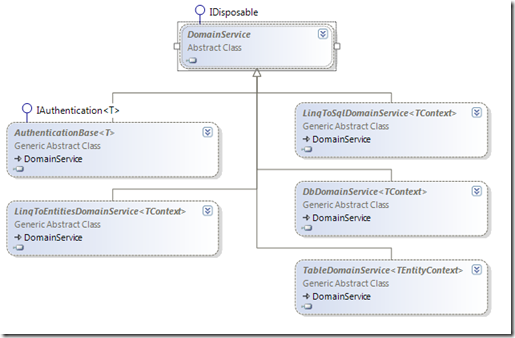 IDisposable
DomainService
Abstract Class
IAuthentication<T>
AuthenticationBase<T>
Generic Abstract Class
DomainService
LinqToSqlDomainService<TContext>
Generic Abstract Class
DomainService
LinqToEntitiesDomainService<TContext>
Generic Abstract Class
DomainService
DbDomainService<TContext>
Generic Abstract Class
DomainService
TableDomainService<TEntityContext>
Generic Abstract Class
DomainService